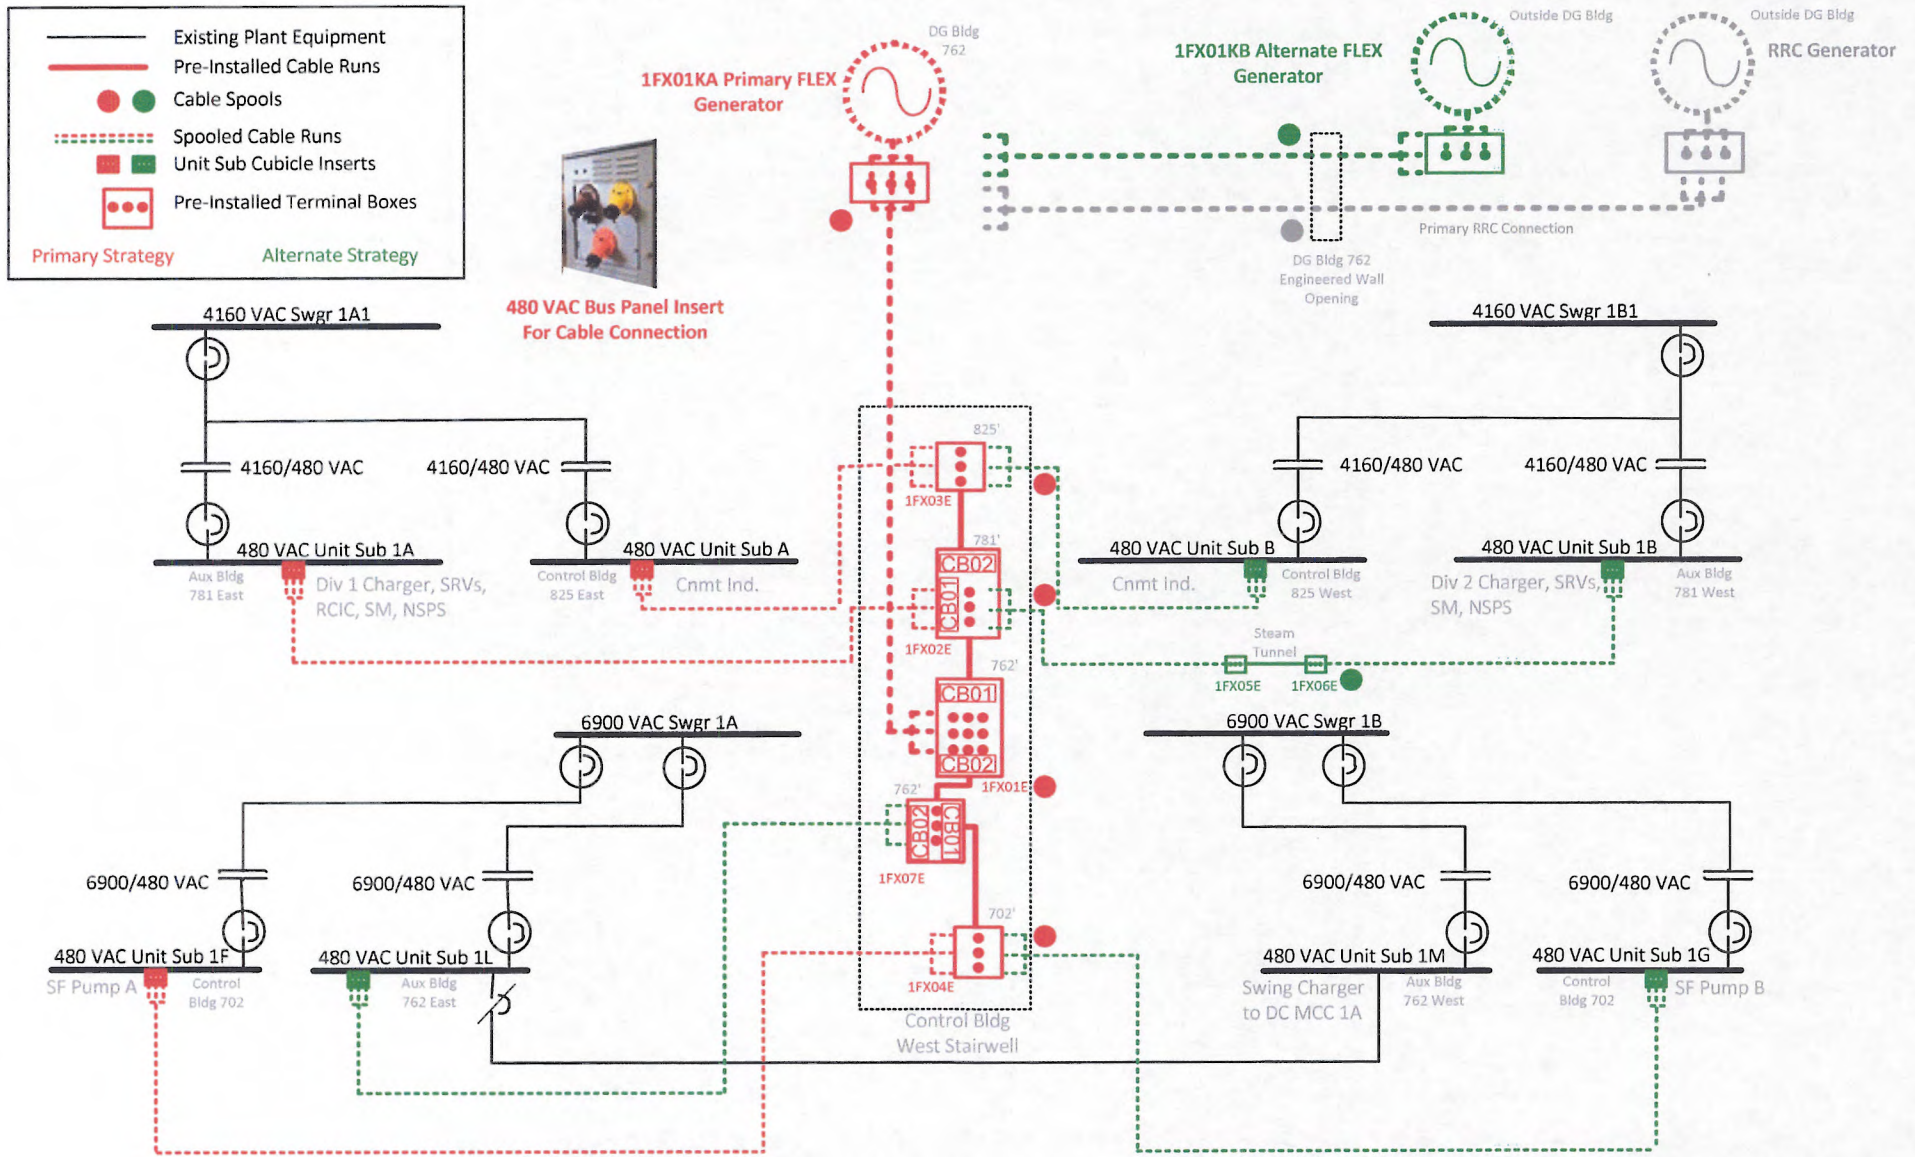 Existing Plant Equipment
Pre-Installed Cable Runs
Cable Spools
Spooled Cable Runs
Unit Sub Cubicle Inserts
Pre-Installed Terminal Boxes
Primary Strategy
Alternate Strategy
DG Bldg
762
1FX01KA Primary FLEX
Generator
Outside DG Bldg
1FX01KB Alternate FLEX
Generator
Outside DG Bldg
RRC Generator
480 VAC Bus Panel Insert
For Cable Connection
Primary RRC Connection
DG Bldg 762
Engineered Wall
Opening
4160 VAC Swgr 1A1
4160/480 VAC
4160/480 VAC
480 VAC Unit Sub 1A
Aux Bldg
781 East
Div 1 Charger, SRVs,
RCIC, SM, NSPS
480 VAC Unit Sub A
Control Bldg
825 East
Cnmt Ind.
825'
1FX03E
781'
CB02
CB01
1FX02E
762'
CB01
CB02
1FX01E
762'
CB02
CB01
1FX07E
702'
1FX04E
Control Bldg
West Stairwell
4160 VAC Swgr 1B1
4160/480 VAC
4160/480 VAC
480 VAC Unit Sub B
Cnmt Ind.
Control Bldg
825 West
480 VAC Unit Sub 1B
Div 2 Charger, SRVs,
SM, NSPS
Aux Bldg
781 West
Steam
Tunnel
1FX05E
1FX06E
6900 VAC Swgr 1A
6900/480 VAC
6900/480 VAC
480 VAC Unit Sub 1F
SF Pump A
Control
Bldg 702
480 VAC Unit Sub 1L
Aux Bldg
762 East
6900 VAC Swgr 1B
6900/480 VAC
6900/480 VAC
480 VAC Unit Sub 1M
Swing Charger
to DC MCC 1A
Aux Bldg
762 West
480 VAC Unit Sub 1G
Control
Bldg 702
SF Pump B